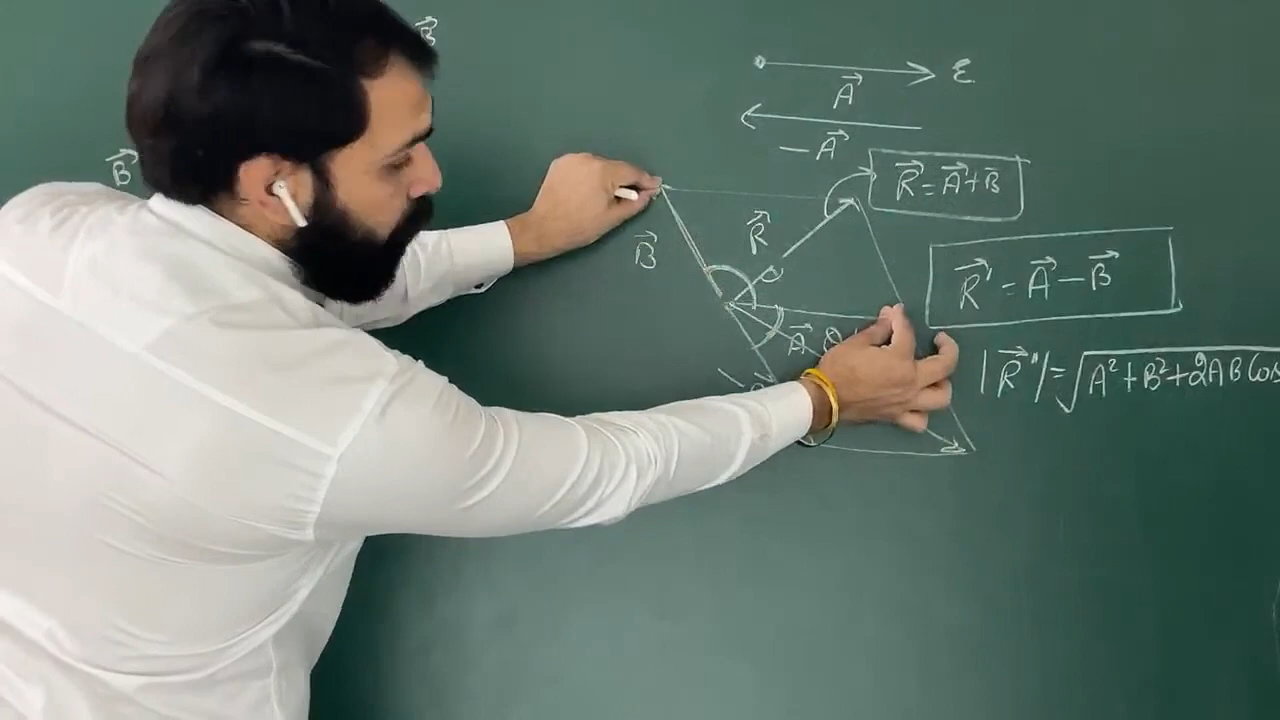 B⃗
ε
A⃗
−A⃗
B⃗
R⃗ = A⃗+B⃗
R⃗
B⃗
R⃗' = A⃗ − B⃗
A⃗
|R⃗"|=√A²+B²+2AB Cos